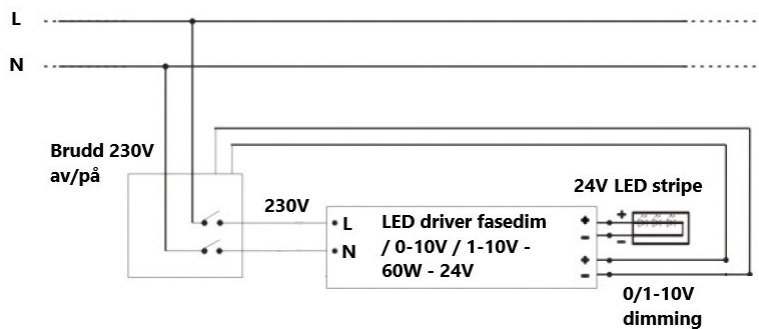 L
N
Brudd 230V
av/på
230V
24V LED stripe
L
N
LED driver fasedim
/ 0-10V / 1-10V -
60W - 24V
+
-
+
-
+
-
0/1-10V
dimming